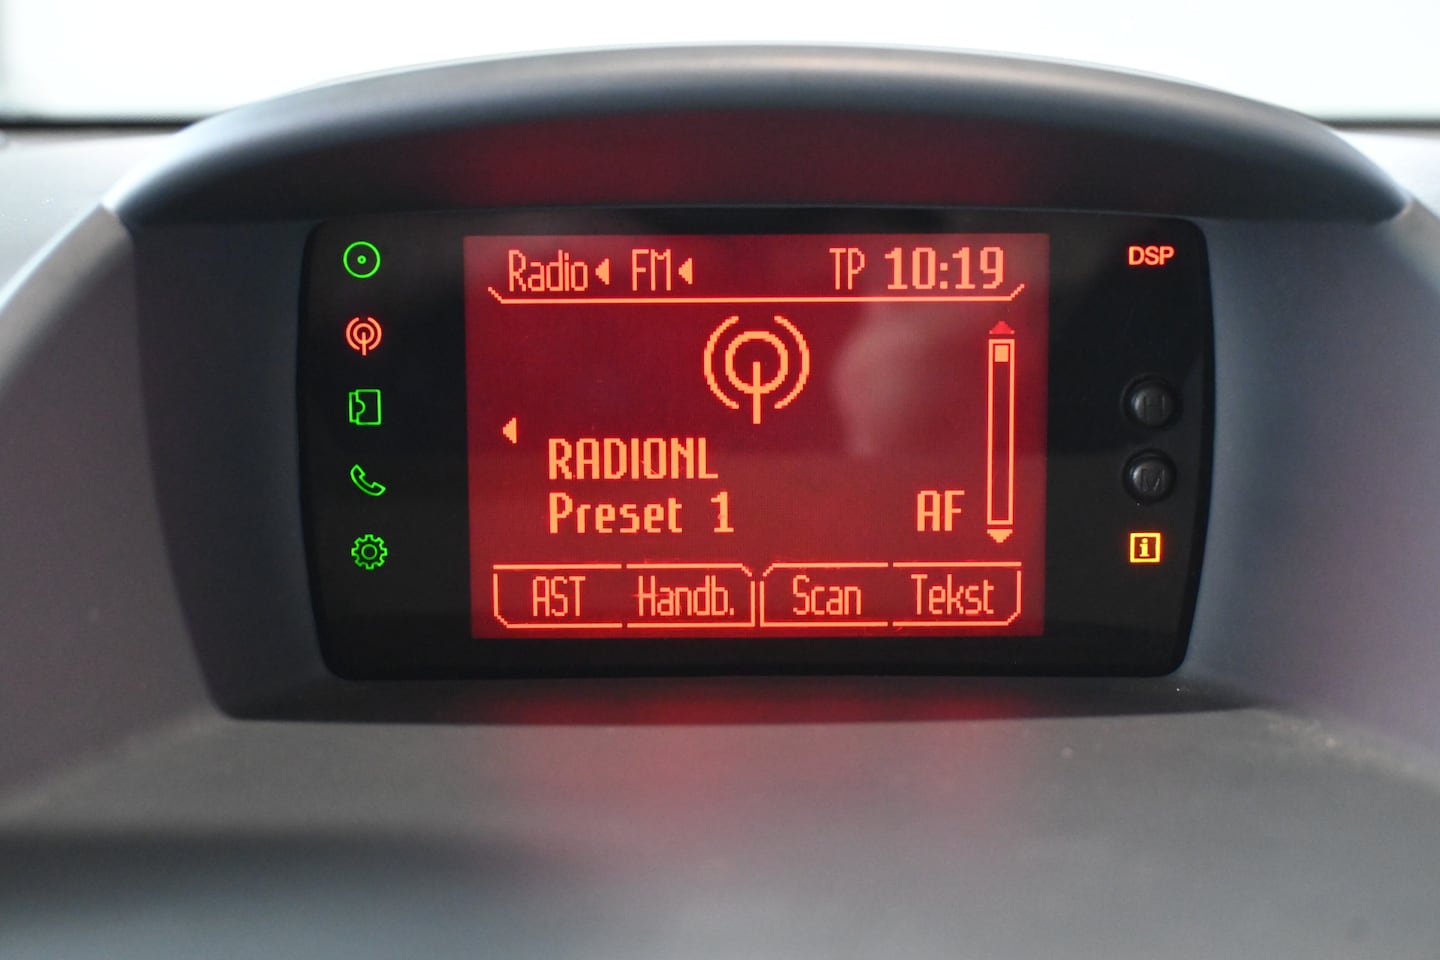 Radio FM TP 10:19 DSP
RADIONL
Preset 1 AF
AST Handb. Scan Tekst
H
M
i